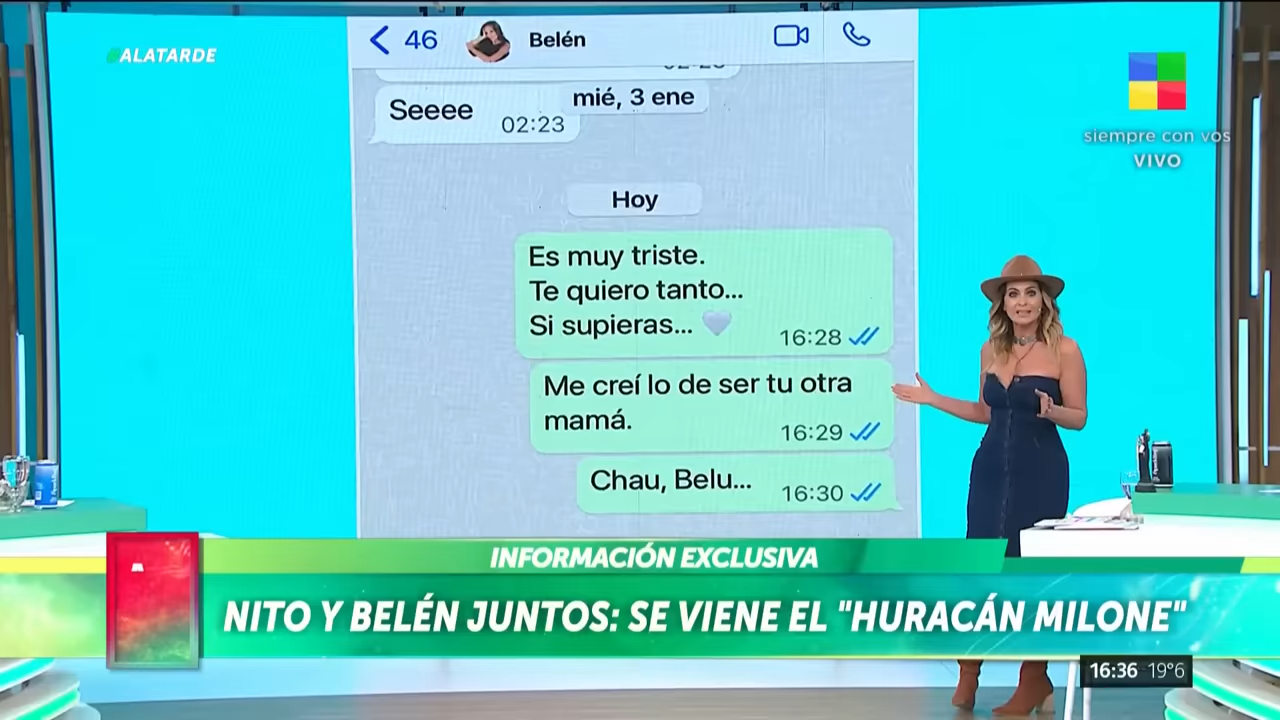 #ALATARDE
46
Belén
Seeee
02:23
mié, 3 ene
siempre con vos
VIVO
Hoy
Es muy triste.
Te quiero tanto...
Si supieras... 🤍
16:28
Me creí lo de ser tu otra
mamá.
16:29
Chau, Belu...
16:30
INFORMACIÓN EXCLUSIVA
NITO Y BELÉN JUNTOS: SE VIENE EL "HURACÁN MILONE"
16:36 19°6